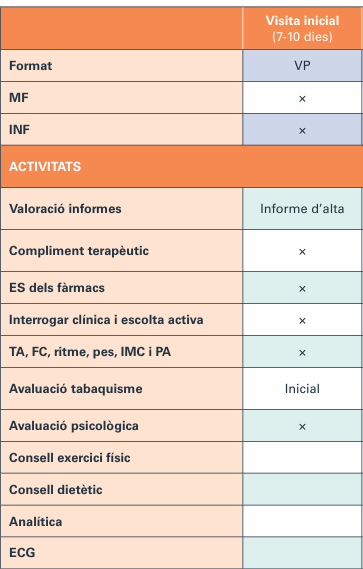 Visita inicial
(7-10 dies)
Format VP
MF ×
INF ×
ACTIVITATS
Valoració informes Informe d’alta
Compliment terapèutic ×
ES dels fàrmacs ×
Interrogar clínica i escolta activa ×
TA, FC, ritme, pes, IMC i PA ×
Avaluació tabaquisme Inicial
Avaluació psicològica ×
Consell exercici físic
Consell dietètic
Analítica
ECG